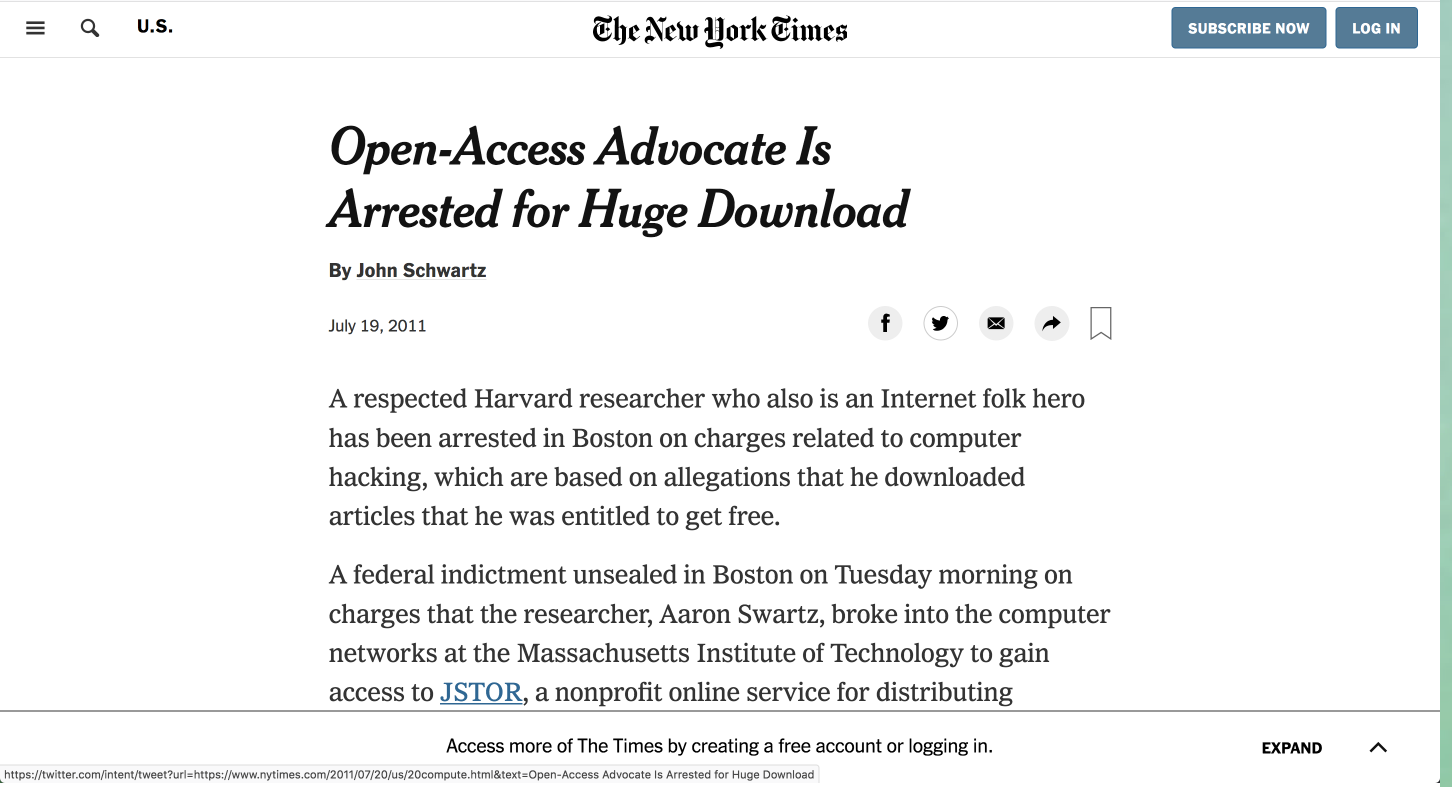 U.S.
The New York Times
SUBSCRIBE NOW
LOG IN
Open-Access Advocate Is
Arrested for Huge Download
By John Schwartz
July 19, 2011
A respected Harvard researcher who also is an Internet folk hero
has been arrested in Boston on charges related to computer
hacking, which are based on allegations that he downloaded
articles that he was entitled to get free.
A federal indictment unsealed in Boston on Tuesday morning on
charges that the researcher, Aaron Swartz, broke into the computer
networks at the Massachusetts Institute of Technology to gain
access to JSTOR, a nonprofit online service for distributing
Access more of The Times by creating a free account or logging in.
EXPAND
https://twitter.com/intent/tweet?url=https://www.nytimes.com/2011/07/20/us/20compute.html&text=Open-Access Advocate Is Arrested for Huge Download